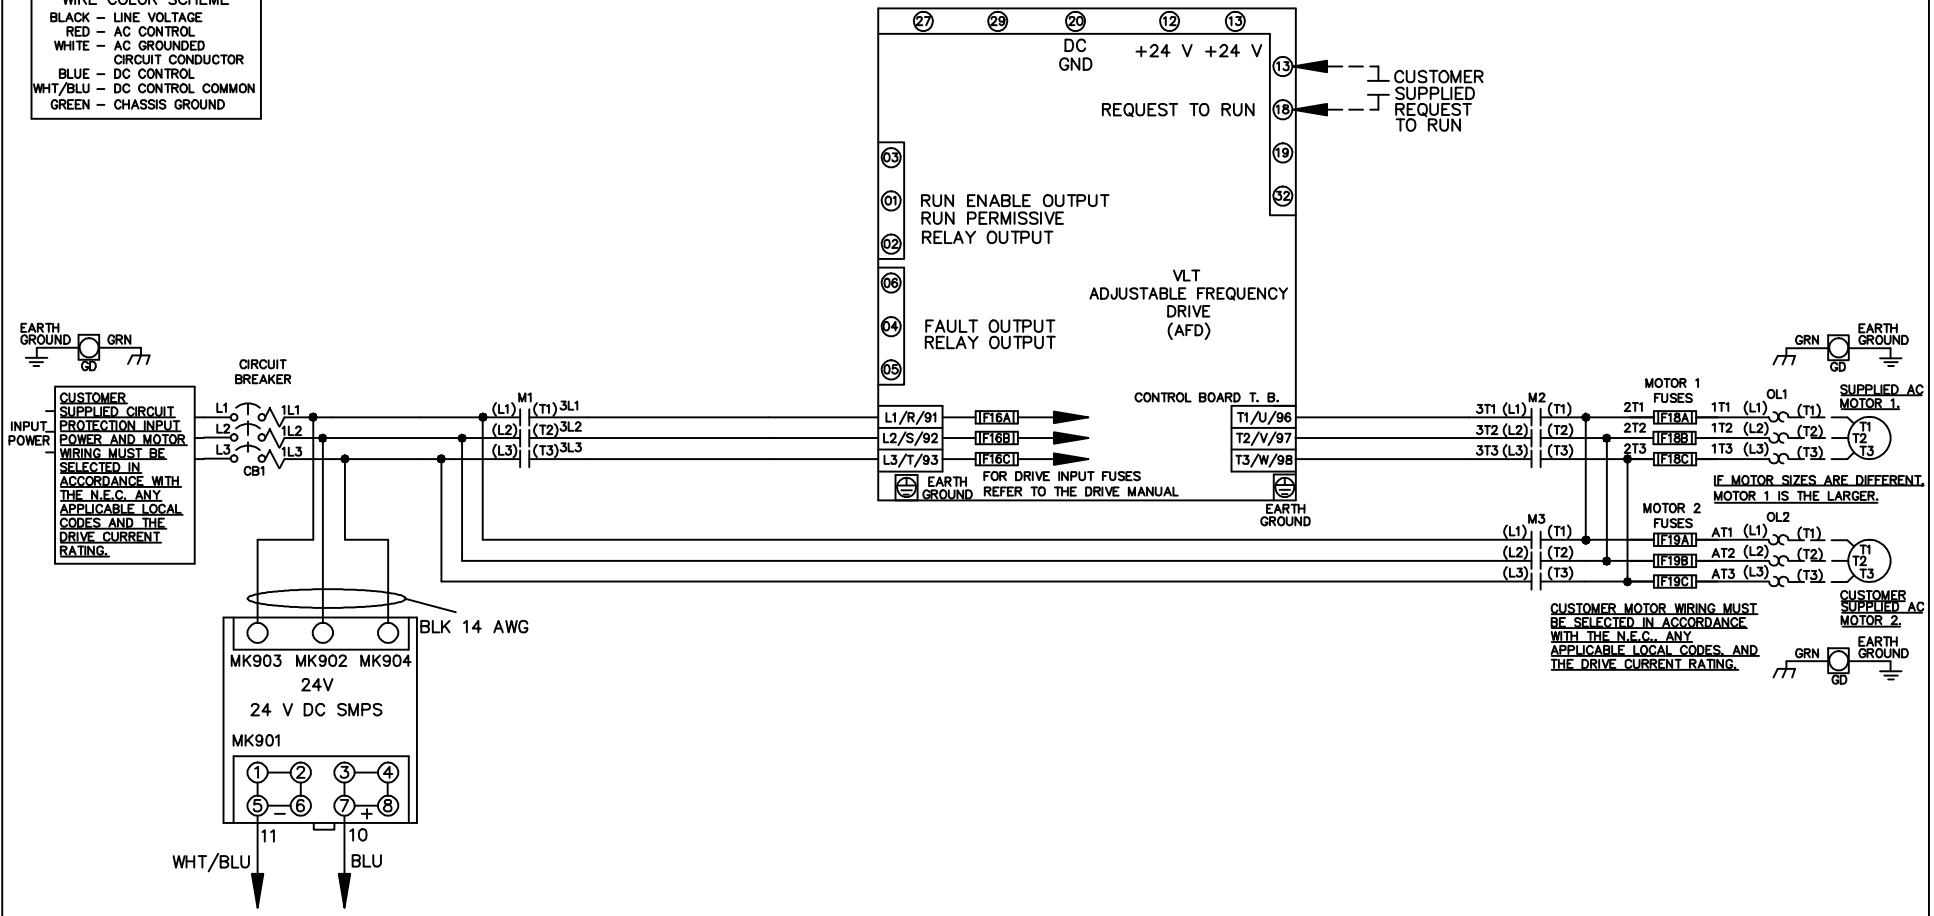 WIRE COLOR SCHEME
BLACK – LINE VOLTAGE
RED – AC CONTROL
WHITE – AC GROUNDED
CIRCUIT CONDUCTOR
BLUE – DC CONTROL
WHT/BLU – DC CONTROL COMMON
GREEN – CHASSIS GROUND
27 29 20 12 13
DC
GND
+24 V +24 V
13
REQUEST TO RUN 18
19
32
CUSTOMER
SUPPLIED
REQUEST
TO RUN
03
01
02
RUN ENABLE OUTPUT
RUN PERMISSIVE
RELAY OUTPUT
06
04
05
FAULT OUTPUT
RELAY OUTPUT
VLT
ADJUSTABLE FREQUENCY
DRIVE
(AFD)
EARTH
GROUND
GRN
GD
CIRCUIT
BREAKER
INPUT
POWER
CUSTOMER
SUPPLIED CIRCUIT
PROTECTION INPUT
POWER AND MOTOR
WIRING MUST BE
SELECTED IN
ACCORDANCE WITH
THE N.E.C. ANY
APPLICABLE LOCAL
CODES AND THE
DRIVE CURRENT
RATING.
L1 1L1
L2 1L2
L3 1L3
CB1
M1
(L1) (T1) 3L1
(L2) (T2) 3L2
(L3) (T3) 3L3
L1/R/91 F16A
L2/S/92 F16B
L3/T/93 F16C
EARTH
GROUND
FOR DRIVE INPUT FUSES
REFER TO THE DRIVE MANUAL
CONTROL BOARD T. B.
T1/U/96
T2/V/97
T3/W/98
EARTH
GROUND
M2
3T1 (L1) (T1)
3T2 (L2) (T2)
3T3 (L3) (T3)
MOTOR 1
FUSES
2T1 F18A 1T1 (L1) (T1)
2T2 F18B 1T2 (L2) (T2)
2T3 F18C 1T3 (L3) (T3)
OL1
GRN
GD
EARTH
GROUND
SUPPLIED AC
MOTOR 1.
T1
T2
T3
IF MOTOR SIZES ARE DIFFERENT,
MOTOR 1 IS THE LARGER.
M3
(L1) (T1)
(L2) (T2)
(L3) (T3)
MOTOR 2
FUSES
F19A AT1 (L1) (T1)
F19B AT2 (L2) (T2)
F19C AT3 (L3) (T3)
OL2
T1
T2
T3
CUSTOMER
SUPPLIED AC
MOTOR 2.
CUSTOMER MOTOR WIRING MUST
BE SELECTED IN ACCORDANCE
WITH THE N.E.C., ANY
APPLICABLE LOCAL CODES, AND
THE DRIVE CURRENT RATING.
GRN
GD
EARTH
GROUND
BLK 14 AWG
MK903 MK902 MK904
24V
24 V DC SMPS
MK901
1 2 3 4
5 – 6 7 + 8
11 10
WHT/BLU BLU